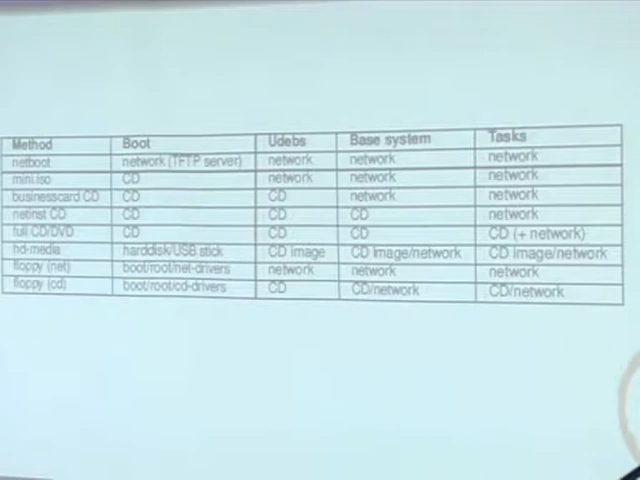 Method Boot Udebs Base system Tasks
netboot network (TFTP server) network network network
mini.iso CD network network network
businesscard CD CD CD network network
netinst CD CD CD CD network
full CD/DVD CD CD CD CD (+ network)
hd-media harddisk/USB stick CD image CD image/network CD image/network
floppy (net) boot/root/net-drivers network network network
floppy (cd) boot/root/cd-drivers CD CD/network CD/network